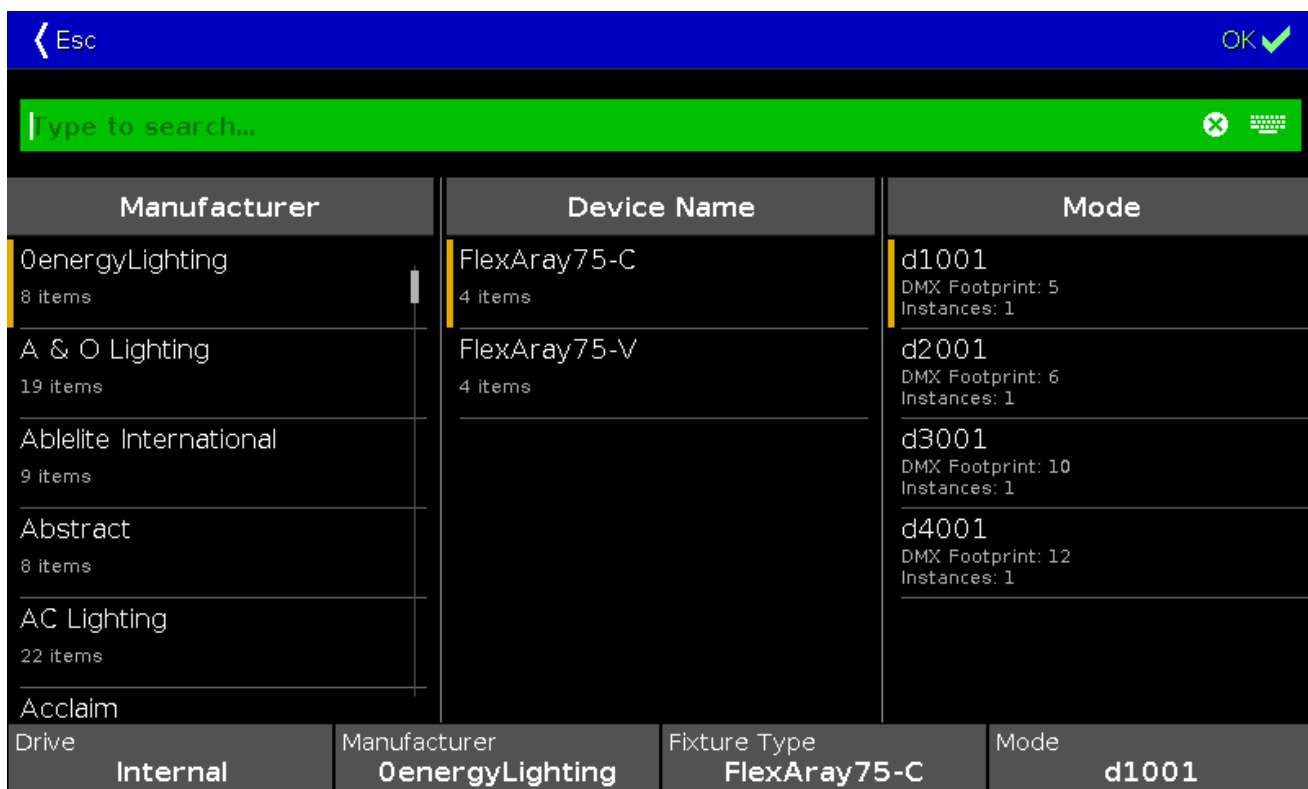 Esc
OK
Type to search...
Manufacturer
0energyLighting
8 items
A & O Lighting
19 items
Ablelite International
9 items
Abstract
8 items
AC Lighting
22 items
Acclaim
Device Name
FlexAray75-C
4 items
FlexAray75-V
4 items
Mode
d1001
DMX Footprint: 5
Instances: 1
d2001
DMX Footprint: 6
Instances: 1
d3001
DMX Footprint: 10
Instances: 1
d4001
DMX Footprint: 12
Instances: 1
Drive
Internal
Manufacturer
0energyLighting
Fixture Type
FlexAray75-C
Mode
d1001